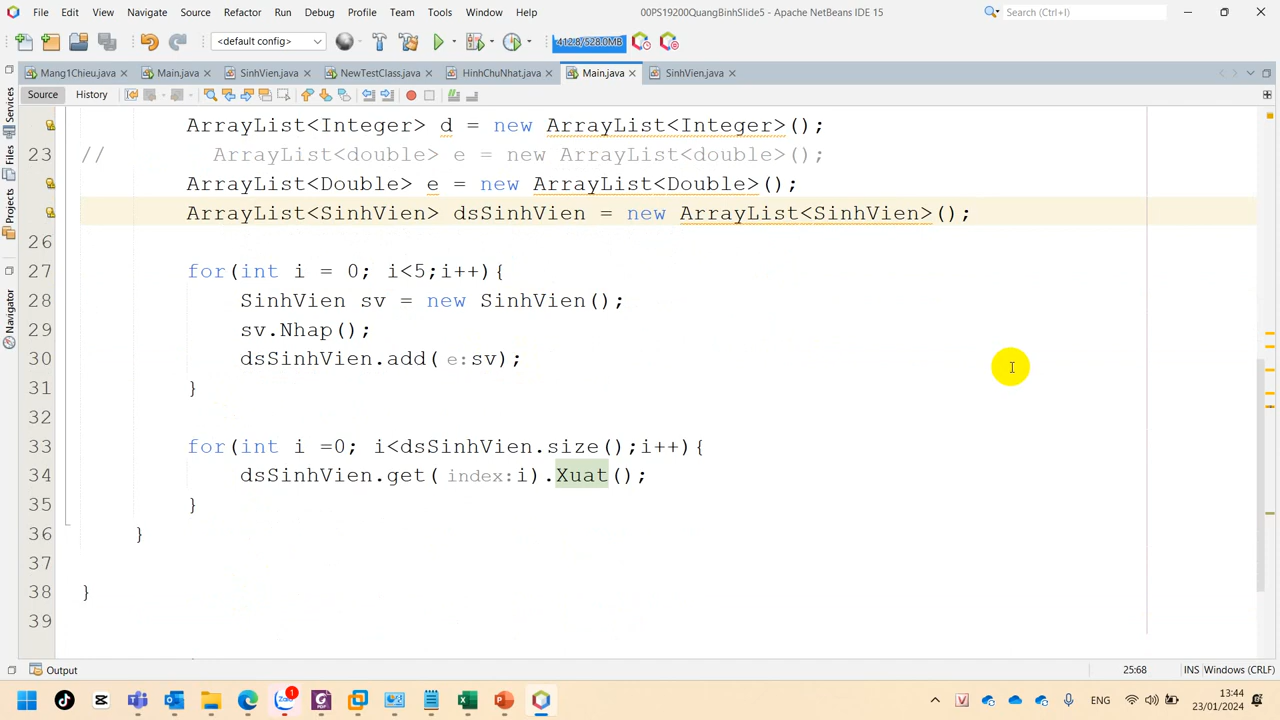 File Edit View Navigate Source Refactor Run Debug Profile Team Tools Window Help 00PS19200QuangBinhSlide5 - Apache NetBeans IDE 15 Search (Ctrl+I)
<default config> 412.8/528.0MB
Mang1Chieu.java Main.java SinhVien.java NewTestClass.java HinhChuNhat.java Main.java SinhVien.java
Source History
Services
Files
Projects
Navigator
ArrayList<Integer> d = new ArrayList<Integer>();
23 // ArrayList<double> e = new ArrayList<double>();
ArrayList<Double> e = new ArrayList<Double>();
ArrayList<SinhVien> dsSinhVien = new ArrayList<SinhVien>();
26
27 for(int i = 0; i<5;i++){
28 SinhVien sv = new SinhVien();
29 sv.Nhap();
30 dsSinhVien.add( e: sv);
31 }
32
33 for(int i =0; i<dsSinhVien.size();i++){
34 dsSinhVien.get( index: i).Xuat();
35 }
36 }
37
38 }
39
Output 25:68 INS Windows (CRLF)
1 ENG 13:44
23/01/2024